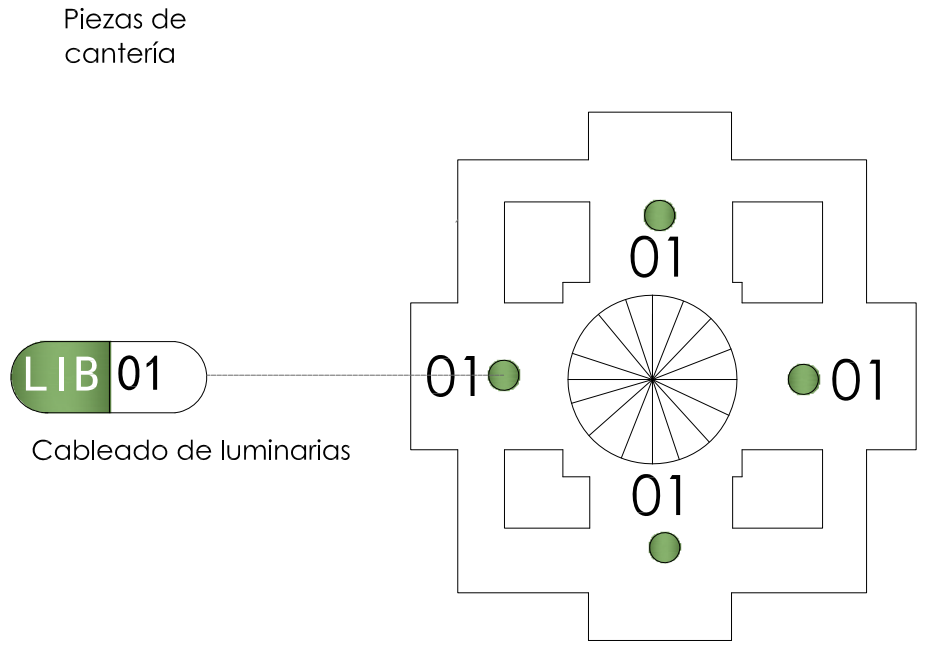 Piezas de
cantería
01
LIB 01
01
01
Cableado de luminarias
01